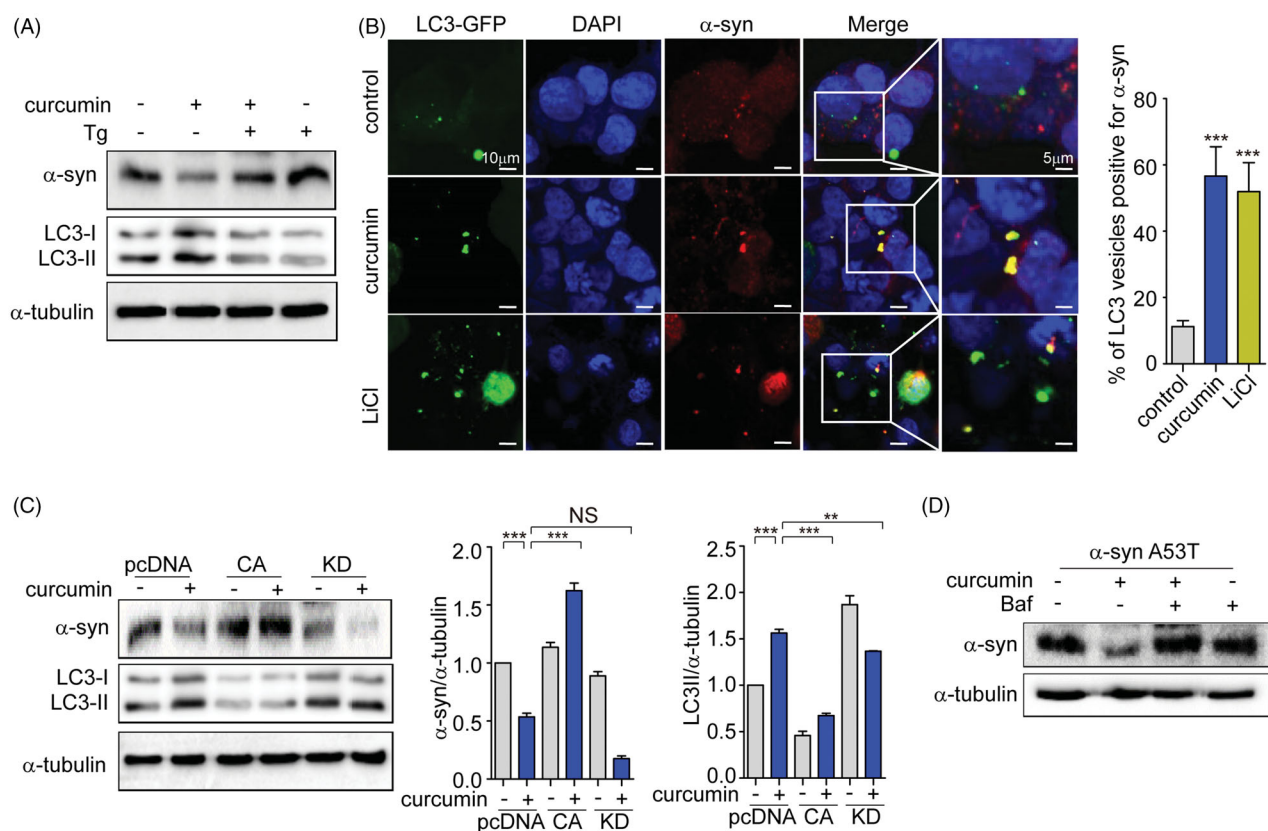 (A)
curcumin - + + -
Tg - - + +
α-syn
LC3-I
LC3-II
α-tubulin
(B)
LC3-GFP DAPI α-syn Merge
control
10μm
5μm
curcumin
LiCl
% of LC3 vesicles positive for α-syn
80
60
40
20
0
***
***
control
curcumin
LiCl
(C)
pcDNA CA KD
curcumin - + - + - +
α-syn
LC3-I
LC3-II
α-tubulin
α-syn/α-tubulin
NS
*** ***
2.0
1.5
1.0
0.5
0.0
curcumin - + - + - +
pcDNA CA KD
LC3II/α-tubulin
**
*** ***
2.5
2.0
1.5
1.0
0.5
0.0
curcumin - + - + - +
pcDNA CA KD
(D)
α-syn A53T
curcumin - + + -
Baf - - + +
α-syn
α-tubulin